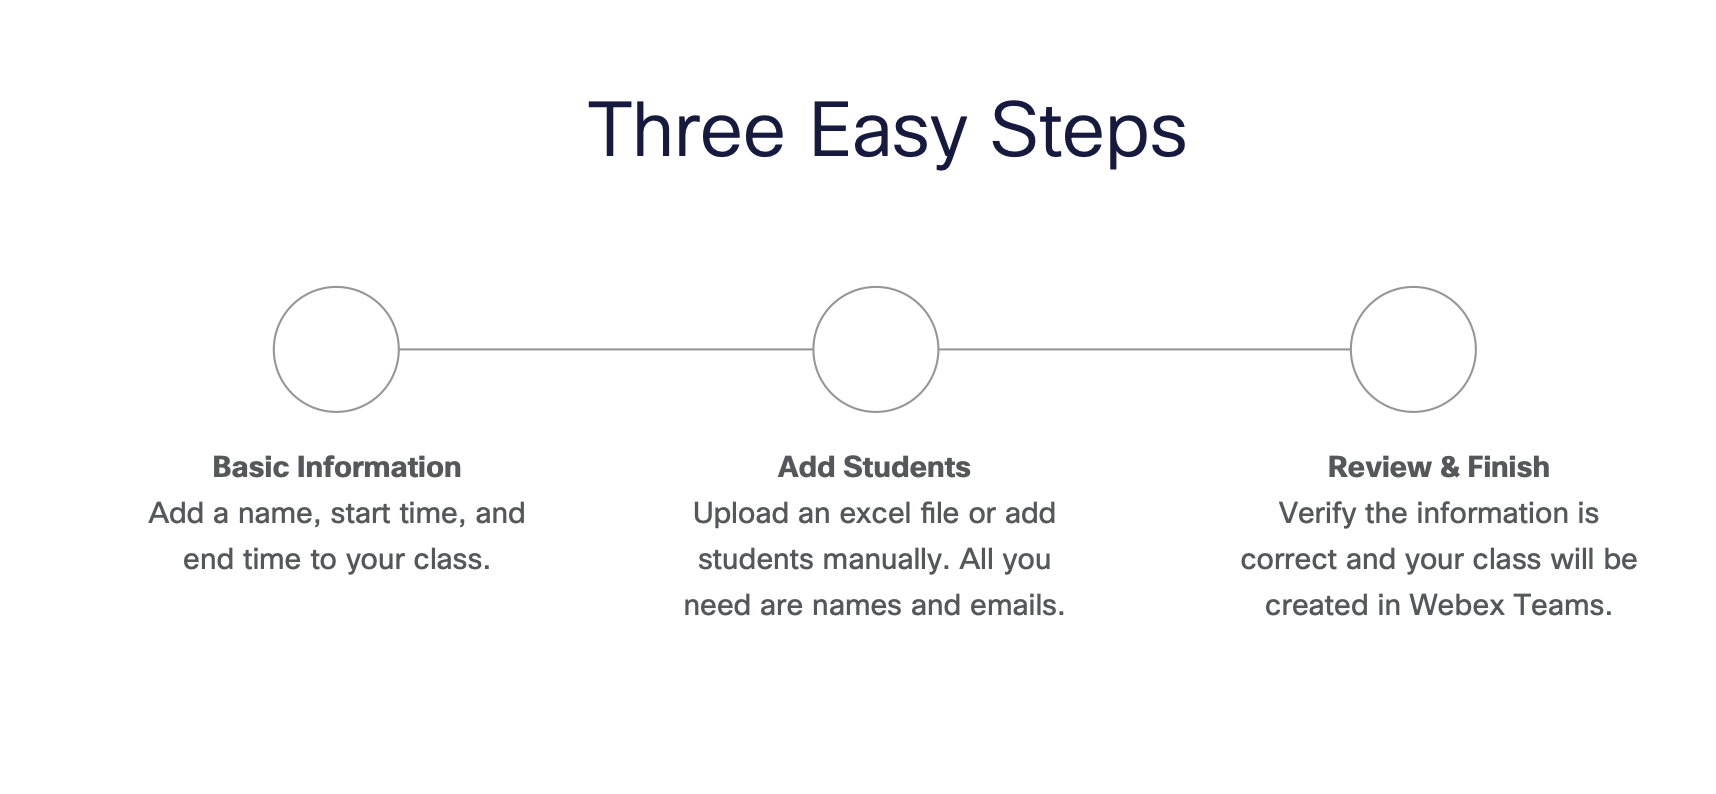 Three Easy Steps
Basic Information
Add a name, start time, and
end time to your class.
Add Students
Upload an excel file or add
students manually. All you
need are names and emails.
Review & Finish
Verify the information is
correct and your class will be
created in Webex Teams.